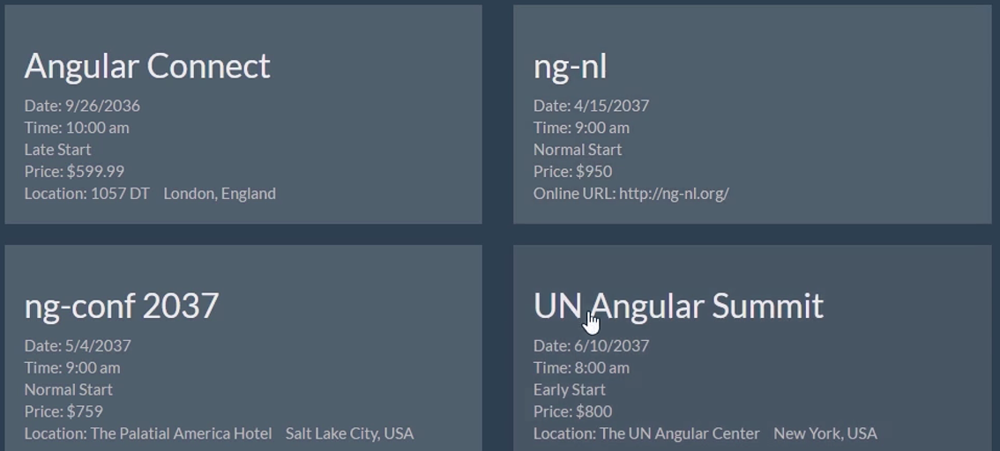 Angular Connect
Date: 9/26/2036
Time: 10:00 am
Late Start
Price: $599.99
Location: 1057 DT London, England
ng-nl
Date: 4/15/2037
Time: 9:00 am
Normal Start
Price: $950
Online URL: http://ng-nl.org/
ng-conf 2037
Date: 5/4/2037
Time: 9:00 am
Normal Start
Price: $759
Location: The Palatial America Hotel Salt Lake City, USA
UN Angular Summit
Date: 6/10/2037
Time: 8:00 am
Early Start
Price: $800
Location: The UN Angular Center New York, USA